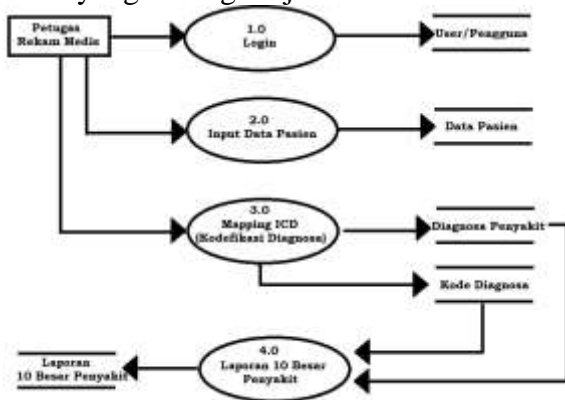 Petugas
Rekam Medis
1.0
Login
User/Pengguna
2.0
Input Data Pasien
Data Pasien
3.0
Mapping ICD
(Kodefikasi Diagnosa)
Diagnosa Penyakit
Kode Diagnosa
4.0
Laporan 10 Besar
Penyakit
Laporan
10 Besar Penyakit